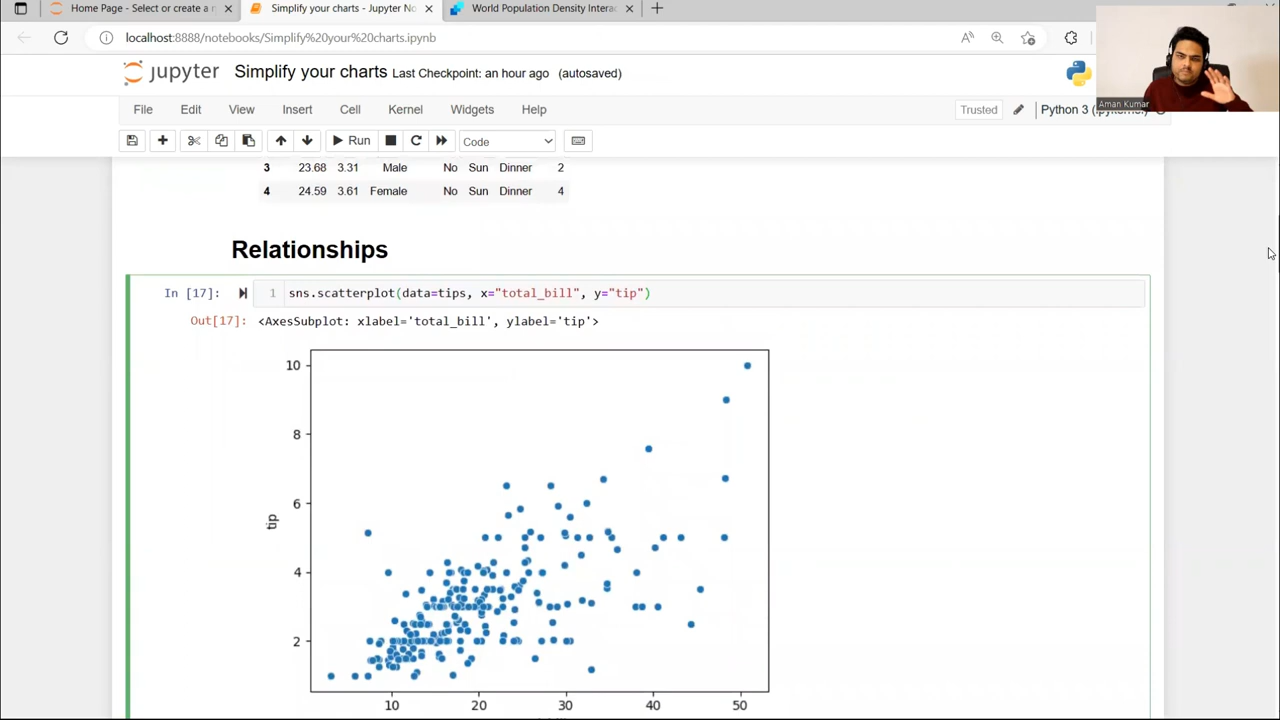 Home Page - Select or create a n
Simplify your charts - Jupyter No
World Population Density Interac
localhost:8888/notebooks/Simplify%20your%20charts.ipynb
jupyter
Simplify your charts Last Checkpoint: an hour ago (autosaved)
Aman Kumar
File Edit View Insert Cell Kernel Widgets Help
Trusted
Python 3 (ipykernel)
Run
Code
3 23.68 3.31 Male No Sun Dinner 2
4 24.59 3.61 Female No Sun Dinner 4
Relationships
In [17]: 1 sns.scatterplot(data=tips, x="total_bill", y="tip")
Out[17]: <AxesSubplot: xlabel='total_bill', ylabel='tip'>
10
8
6
4
2
tip
10 20 30 40 50